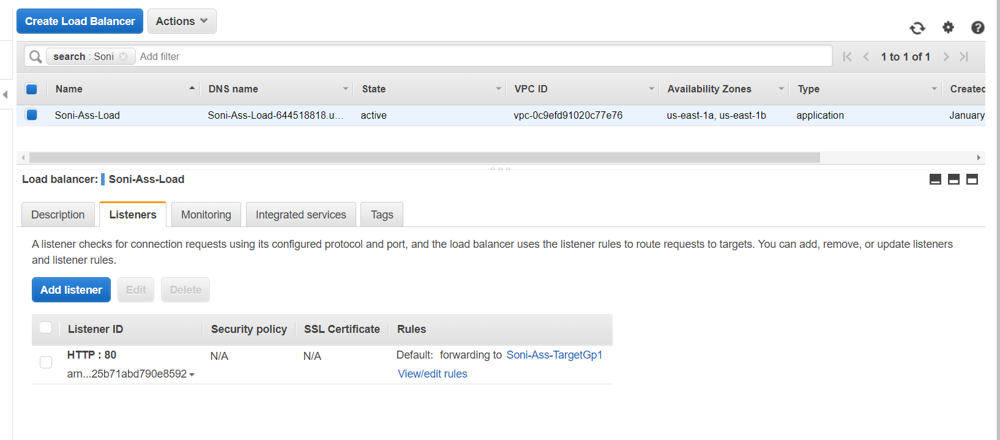 Create Load Balancer Actions
search : Soni Add filter 1 to 1 of 1
Name DNS name State VPC ID Availability Zones Type Created
Soni-Ass-Load Soni-Ass-Load-644518818.u... active vpc-0c9efd91020c77e76 us-east-1a, us-east-1b application January
Load balancer: Soni-Ass-Load
Description Listeners Monitoring Integrated services Tags
A listener checks for connection requests using its configured protocol and port, and the load balancer uses the listener rules to route requests to targets. You can add, remove, or update listeners
and listener rules.
Add listener Edit Delete
Listener ID Security policy SSL Certificate Rules
HTTP : 80 N/A N/A Default: forwarding to Soni-Ass-TargetGp1
arn...25b71abd790e8592 View/edit rules